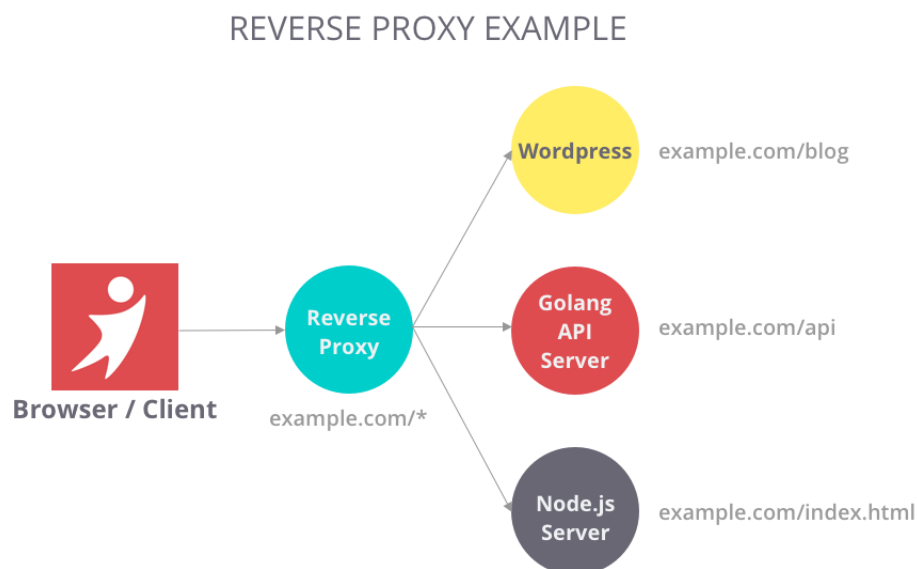 REVERSE PROXY EXAMPLE
Wordpress
example.com/blog
Browser / Client
Reverse
Proxy
example.com/*
Golang
API
Server
example.com/api
Node.js
Server
example.com/index.html